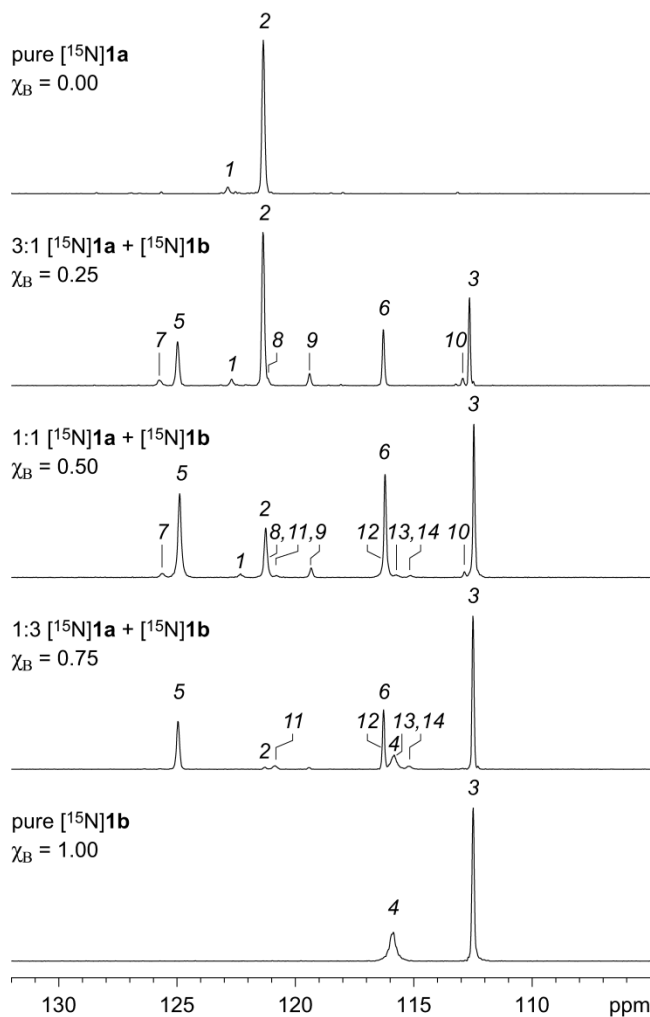 2
pure [¹⁵N]1a
χB = 0.00
1
2
3:1 [¹⁵N]1a + [¹⁵N]1b
χB = 0.25
3
6
5
7 8 9 10
1
3
1:1 [¹⁵N]1a + [¹⁵N]1b
χB = 0.50
6
5
2
7 8,11,9 12 13,14 10
1
3
1:3 [¹⁵N]1a + [¹⁵N]1b
χB = 0.75
5 6
11 12 13,14
2 4
3
pure [¹⁵N]1b
χB = 1.00
4
130 125 120 115 110 ppm